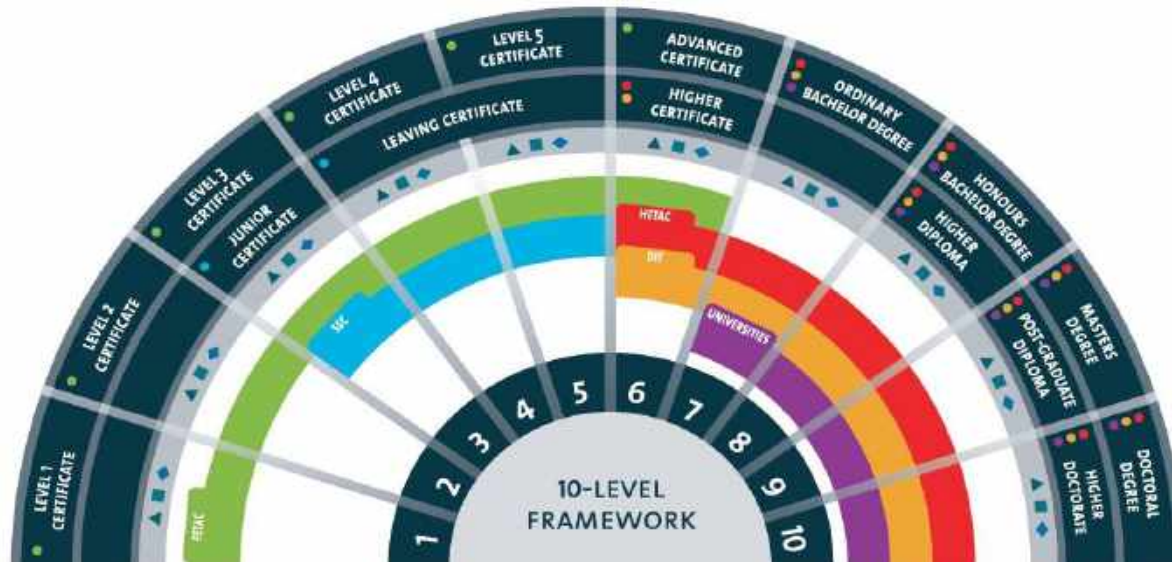 LEVEL 1
CERTIFICATE
LEVEL 2
CERTIFICATE
LEVEL 3
CERTIFICATE
JUNIOR
CERTIFICATE
LEVEL 4
CERTIFICATE
LEVEL 5
CERTIFICATE
LEAVING CERTIFICATE
ADVANCED
CERTIFICATE
HIGHER
CERTIFICATE
ORDINARY
BACHELOR DEGREE
HONOURS
BACHELOR DEGREE
HIGHER
DIPLOMA
MASTERS
DEGREE
POST-GRADUATE
DIPLOMA
DOCTORAL
DEGREE
HIGHER
DOCTORATE
FETAC
SEC
HETAC
DIT
UNIVERSITIES
1
2
3
4
5
6
7
8
9
10
10-LEVEL
FRAMEWORK